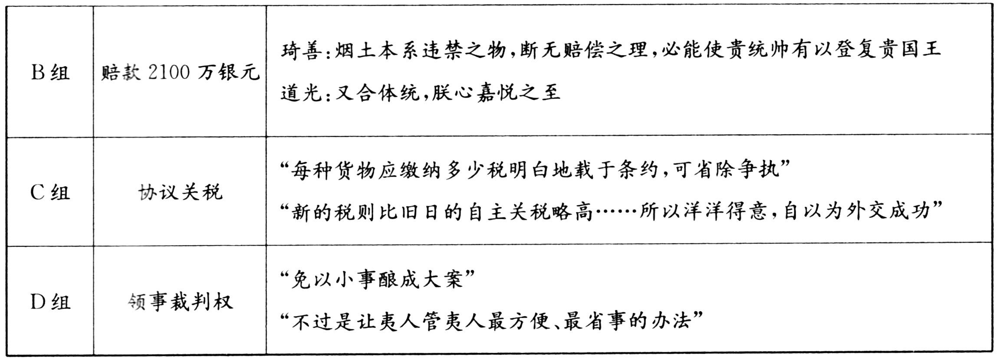 B组
赔款 2100 万银元
琦善:烟土本系违禁之物,断无赔偿之理,必能使贵统帅有以登复贵国王
道光:又合体统,朕心嘉悦之至
C组
协议关税
“每种货物应缴纳多少税明白地载于条约,可省除争执”
“新的税则比旧日的自主关税略高……所以洋洋得意,自以为外交成功”
D组
领事裁判权
“免以小事酿成大案”
“不过是让夷人管夷人最方便、最省事的办法”